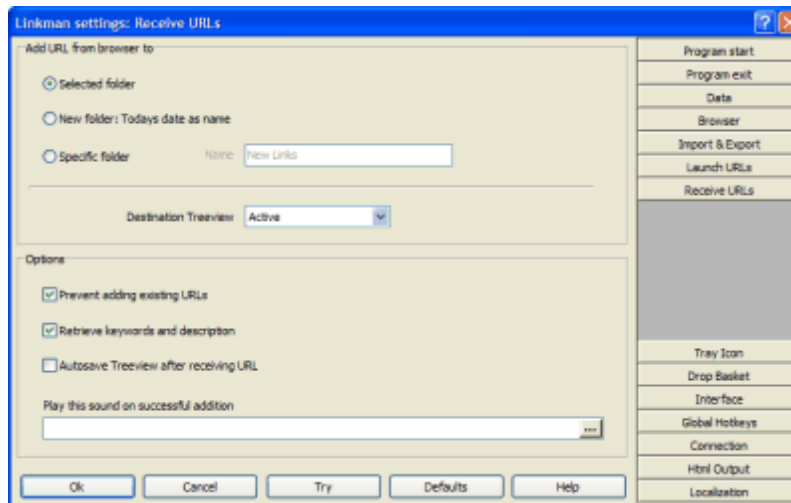 Linkman settings: Receive URLs
Add URL from browser to
Selected folder
New folder: Todays date as name
Specific folder Name New Links
Destination Treeview Active
Options
Prevent adding existing URLs
Retrieve keywords and description
Autosave Treeview after receiving URL
Play this sound on successful addition
...
Ok Cancel Try Defaults Help
Program start
Program exit
Data
Browser
Import & Export
Launch URLs
Receive URLs
Tray Icon
Drop Basket
Interface
Global Hotkeys
Connection
Html Output
Localization